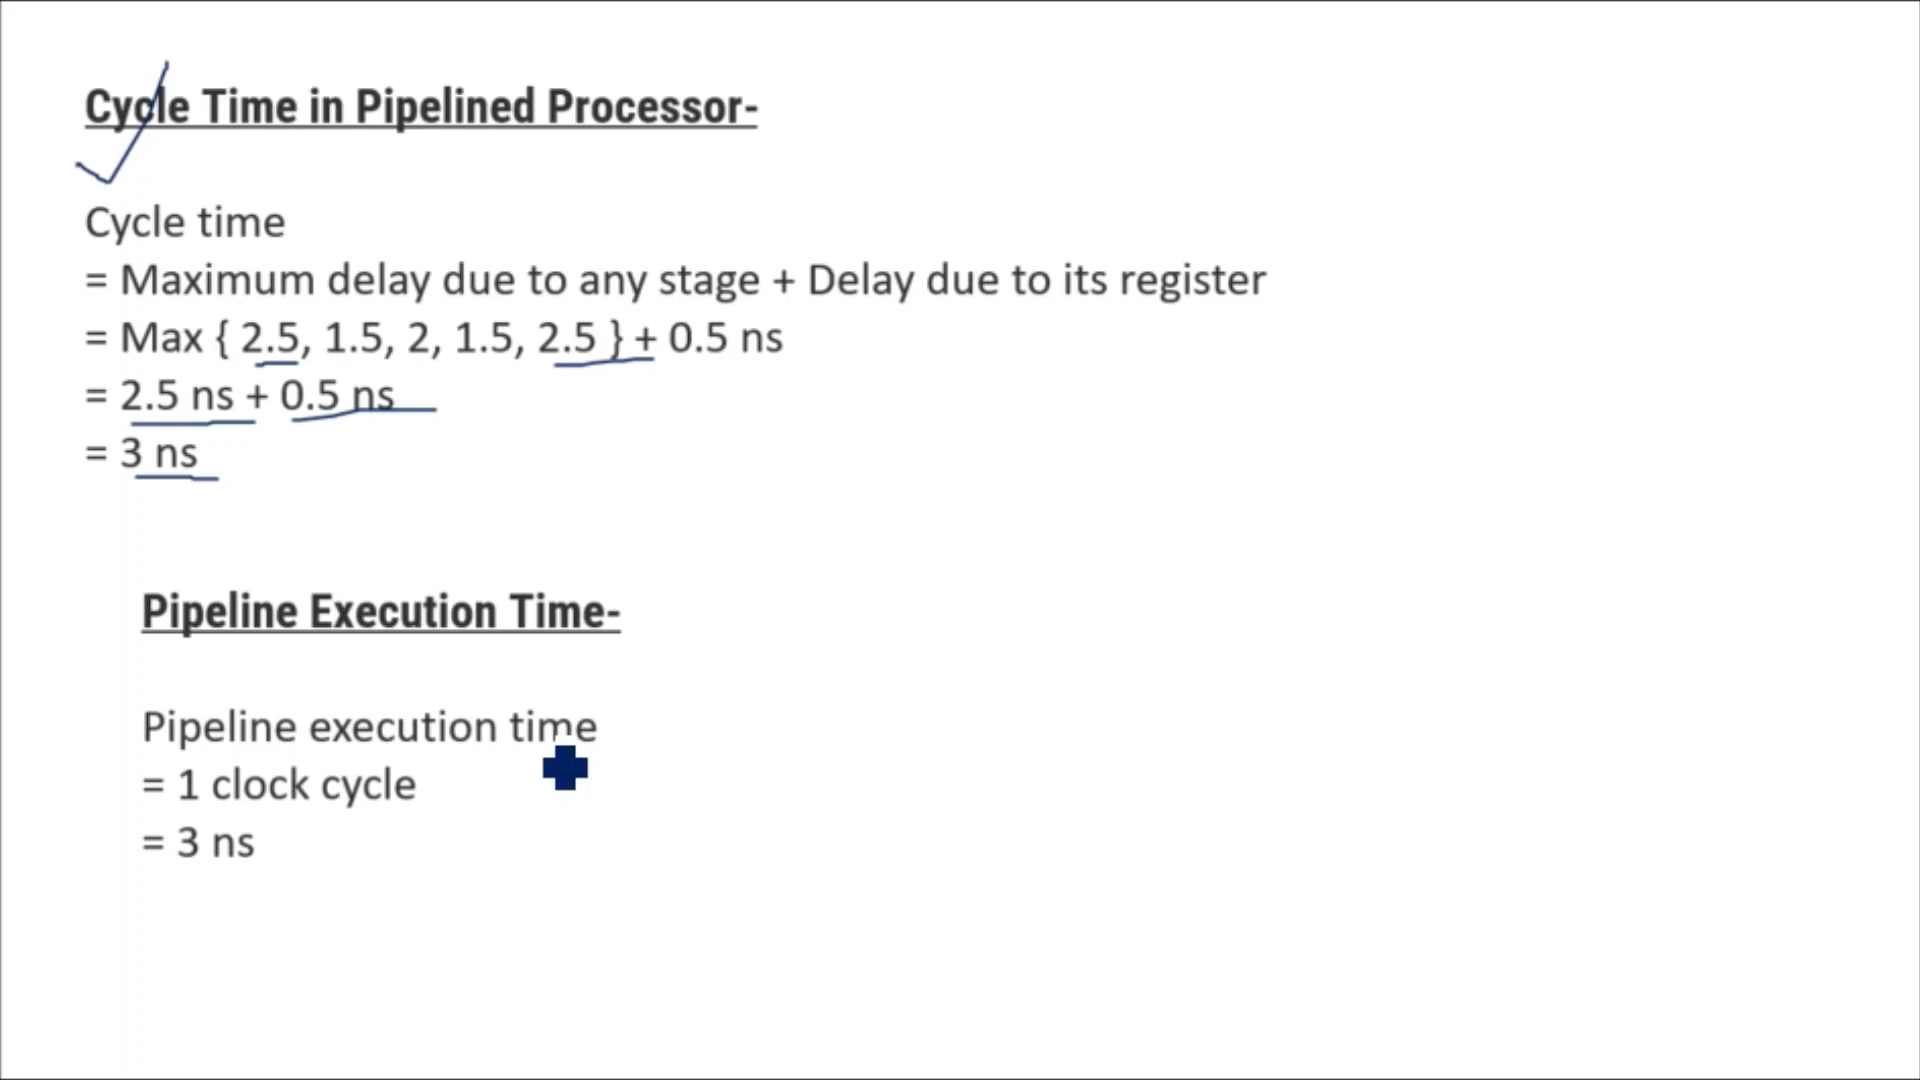 Cycle Time in Pipelined Processor-
Cycle time
= Maximum delay due to any stage + Delay due to its register
= Max { 2.5, 1.5, 2, 1.5, 2.5 } + 0.5 ns
= 2.5 ns + 0.5 ns
= 3 ns
Pipeline Execution Time-
Pipeline execution time
= 1 clock cycle
= 3 ns